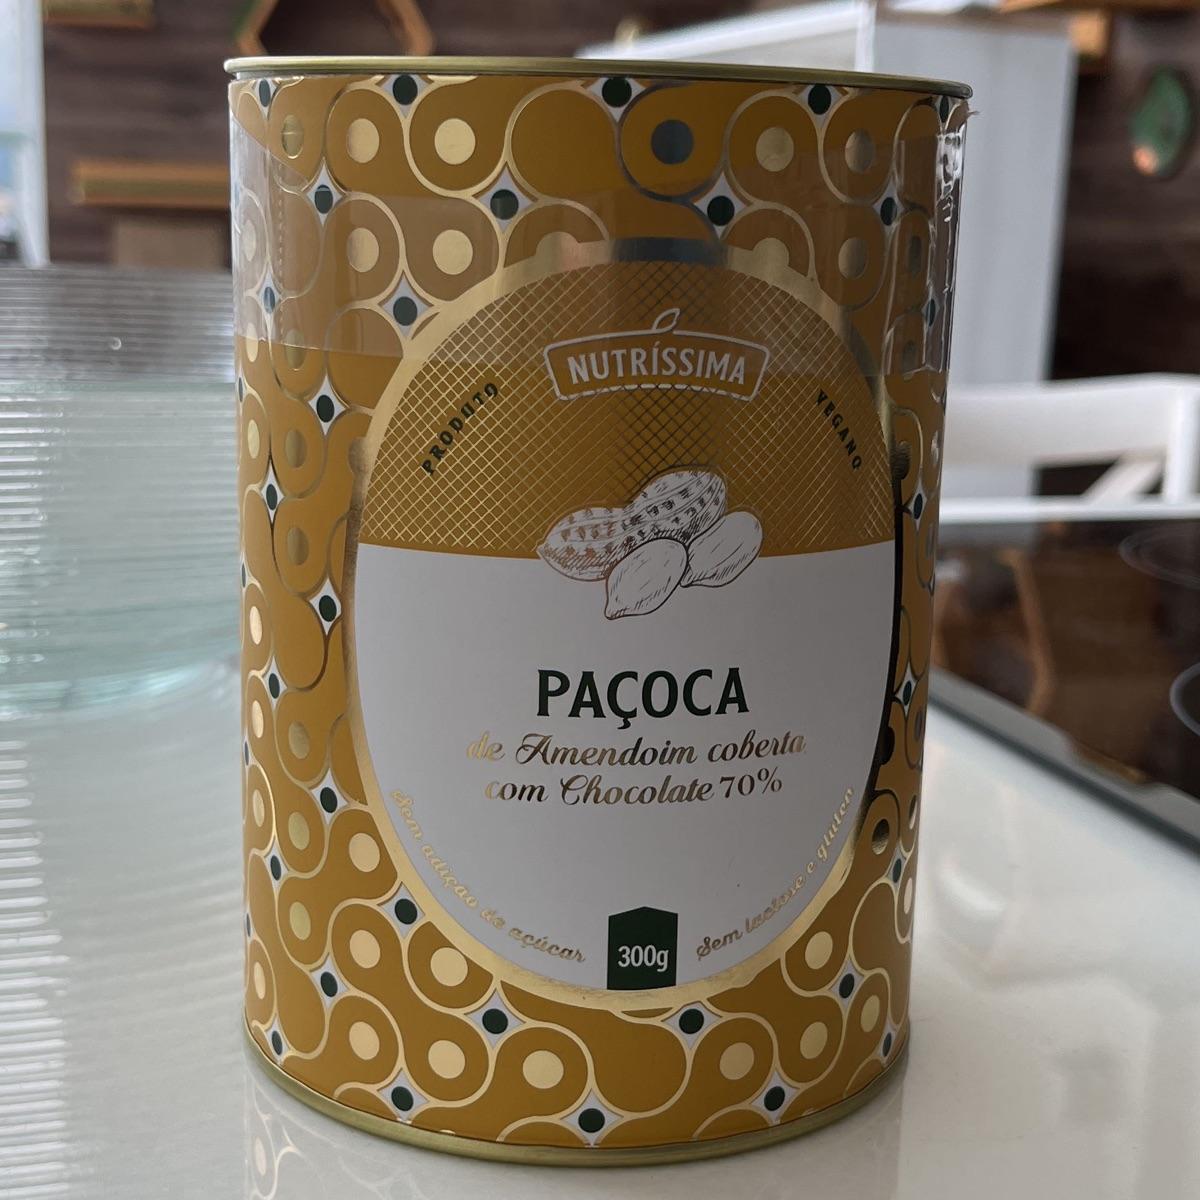 NUTRÍSSIMA
PRODUTO VEGANO
PAÇOCA
de Amendoim coberta
com Chocolate 70%
Sem adição de açúcar
300g
Sem lactose e glúten